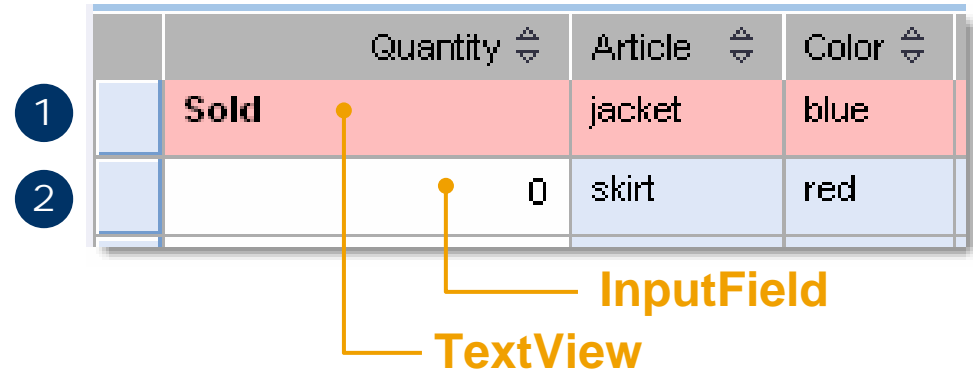 Quantity Article Color
1 Sold jacket blue
2 0 skirt red
InputField
TextView